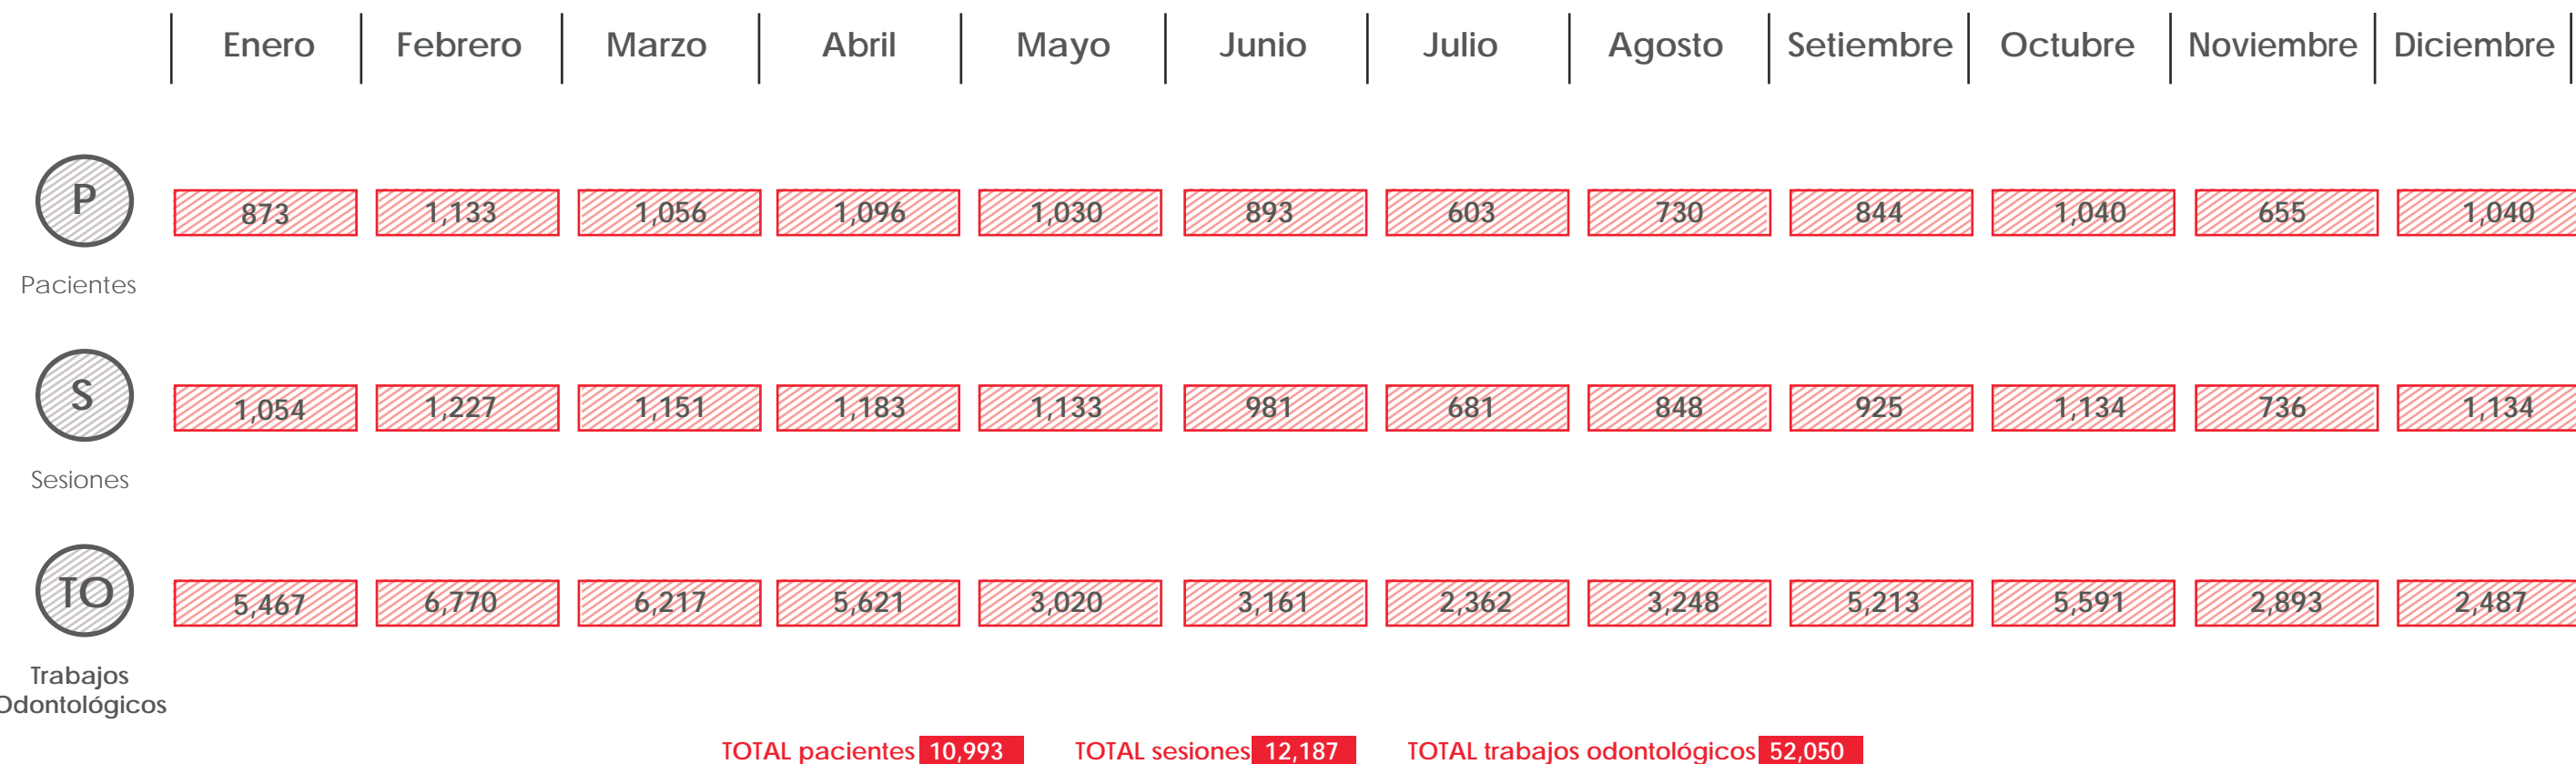 Enero Febrero Marzo Abril Mayo Junio Julio Agosto Setiembre Octubre Noviembre Diciembre
P 873 1,133 1,056 1,096 1,030 893 603 730 844 1,040 655 1,040
Pacientes
S 1,054 1,227 1,151 1,183 1,133 981 681 848 925 1,134 736 1,134
Sesiones
TO 5,467 6,770 6,217 5,621 3,020 3,161 2,362 3,248 5,213 5,591 2,893 2,487
Trabajos
Odontológicos
TOTAL pacientes 10,993 TOTAL sesiones 12,187 TOTAL trabajos odontológicos 52,050